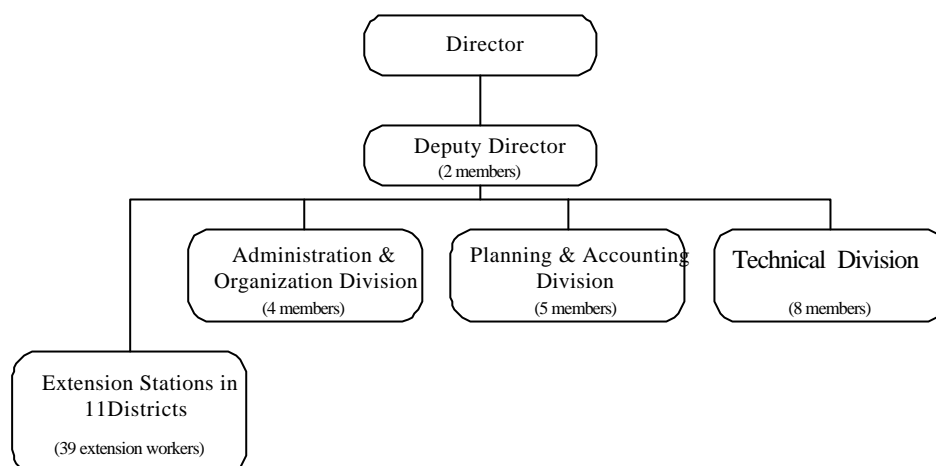 Director
Deputy Director
(2 members)
Administration &
Organization Division
(4 members)
Planning & Accounting
Division
(5 members)
Technical Division
(8 members)
Extension Stations in
11Districts
(39 extension workers)